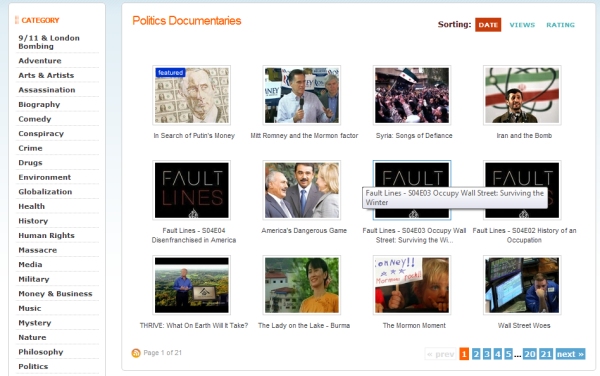 CATEGORY
9/11 & London
Bombing
Adventure
Arts & Artists
Assassination
Biography
Comedy
Conspiracy
Crime
Drugs
Environment
Globalization
Health
History
Human Rights
Massacre
Media
Military
Money & Business
Music
Mystery
Nature
Philosophy
Politics
Politics Documentaries
Sorting: DATE VIEWS RATING
featured
In Search of Putin's Money
Mitt Romney and the Mormon factor
Syria: Songs of Defiance
Iran and the Bomb
FAULT
LINES
Fault Lines - S04E04
Disenfranchised in America
America's Dangerous Game
FAULT
Fault Lines - S04E03 Occupy Wall Street: Surviving the
Winter
Fault Lines - S04E03 Occupy Wall
Street: Surviving the Wi...
FAULT
Fault Lines - S04E02 History of an
Occupation
THRIVE: What On Earth Will It Take?
The Lady on the Lake - Burma
The Mormon Moment
Wall Street Woes
Page 1 of 21
« prev 1 2 3 4 5 ... 20 21 next »